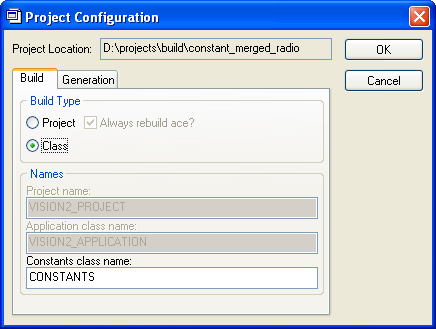 Project Configuration
Project Location: D:\projects\build\constant_merged_radio
OK
Cancel
Build Generation
Build Type
Project Always rebuild ace?
Class
Names
Project name:
VISION2_PROJECT
Application class name:
VISION2_APPLICATION
Constants class name:
CONSTANTS